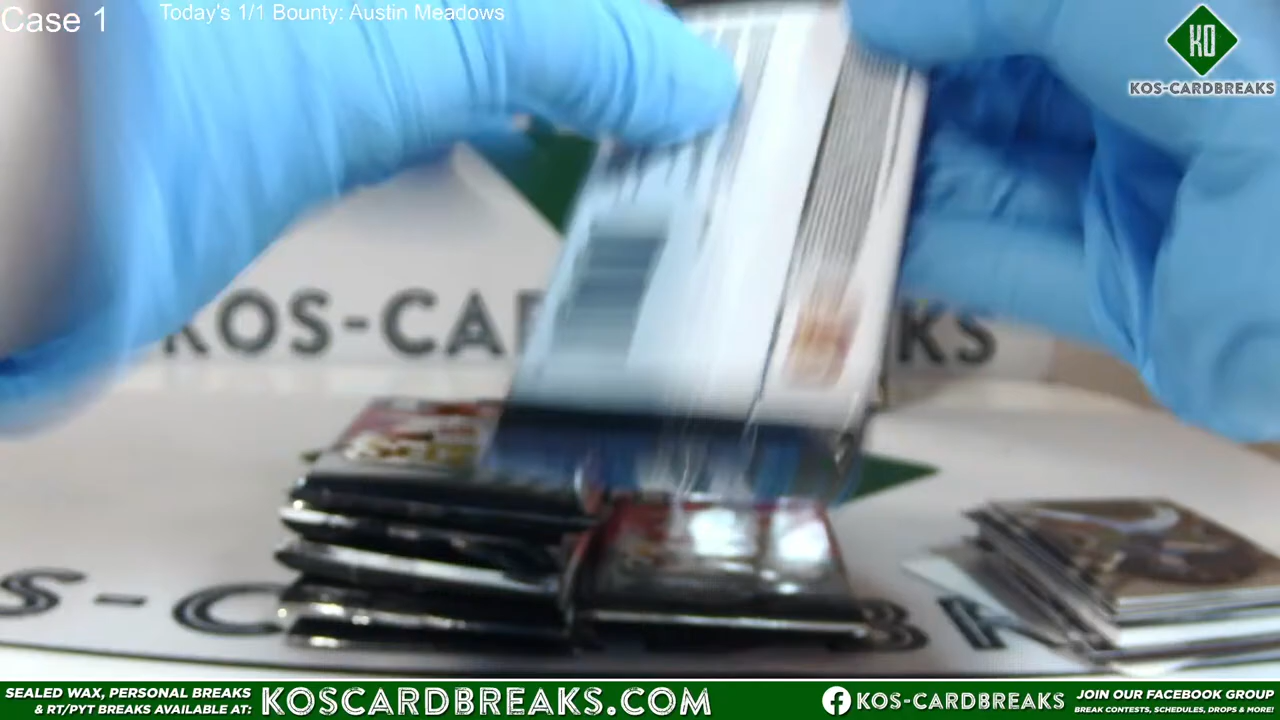 Case 1
Today's 1/1 Bounty: Austin Meadows
KO
KOS-CARDBREAKS
KOS-CA
KS
S-C
BR
SEALED WAX, PERSONAL BREAKS
& RT/PYT BREAKS AVAILABLE AT:
KOSCARDBREAKS.COM
KOS-CARDBREAKS
JOIN OUR FACEBOOK GROUP
BREAK CONTESTS, SCHEDULES, DROPS & MORE!